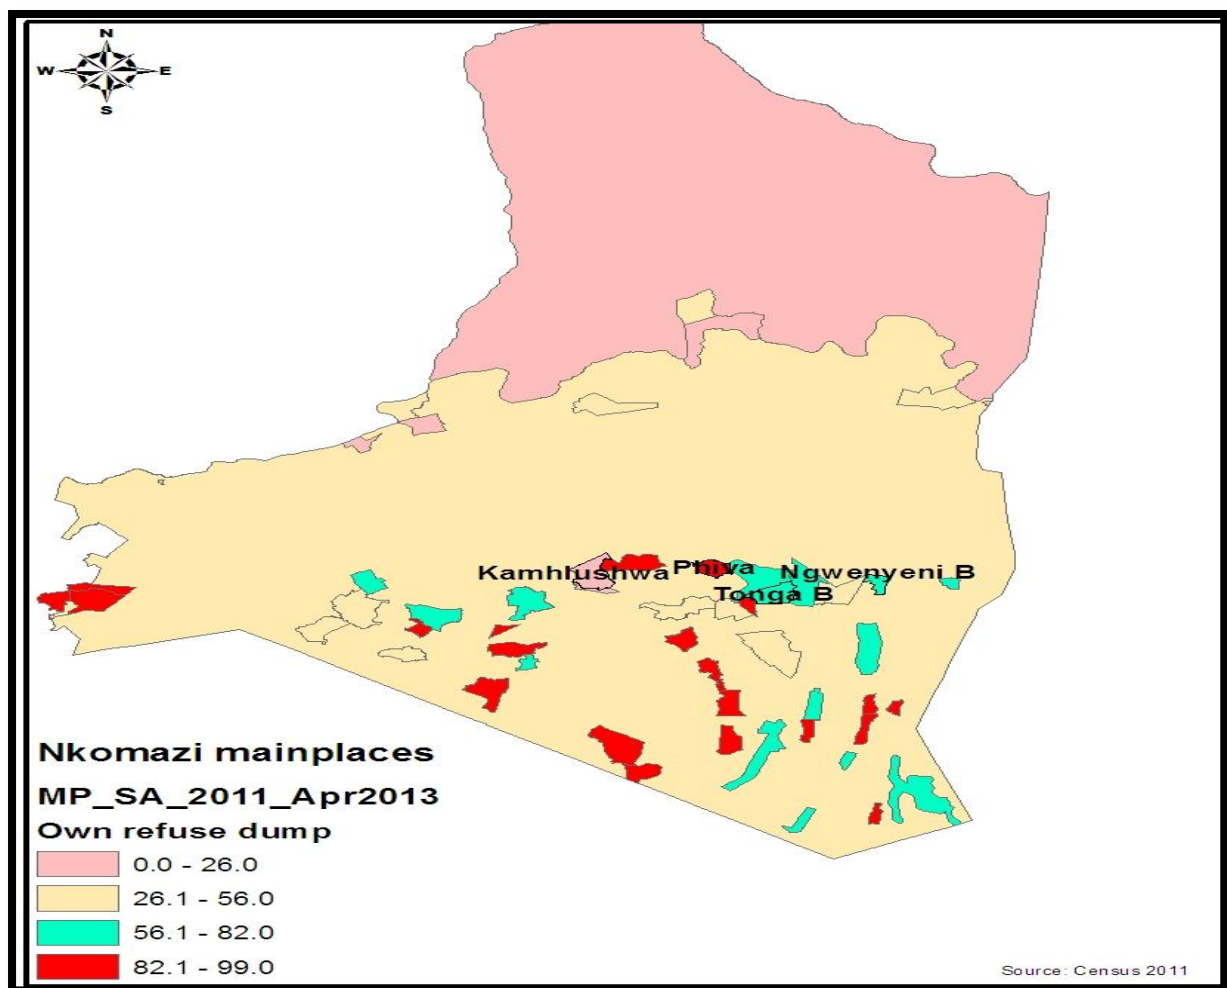 N
W E
S
Kamhlushwa Phiva Ngwenyeni B
Tonga B
Nkomazi mainplaces
MP_SA_2011_Apr2013
Own refuse dump
0.0 - 26.0
26.1 - 56.0
56.1 - 82.0
82.1 - 99.0
Source: Census 2011